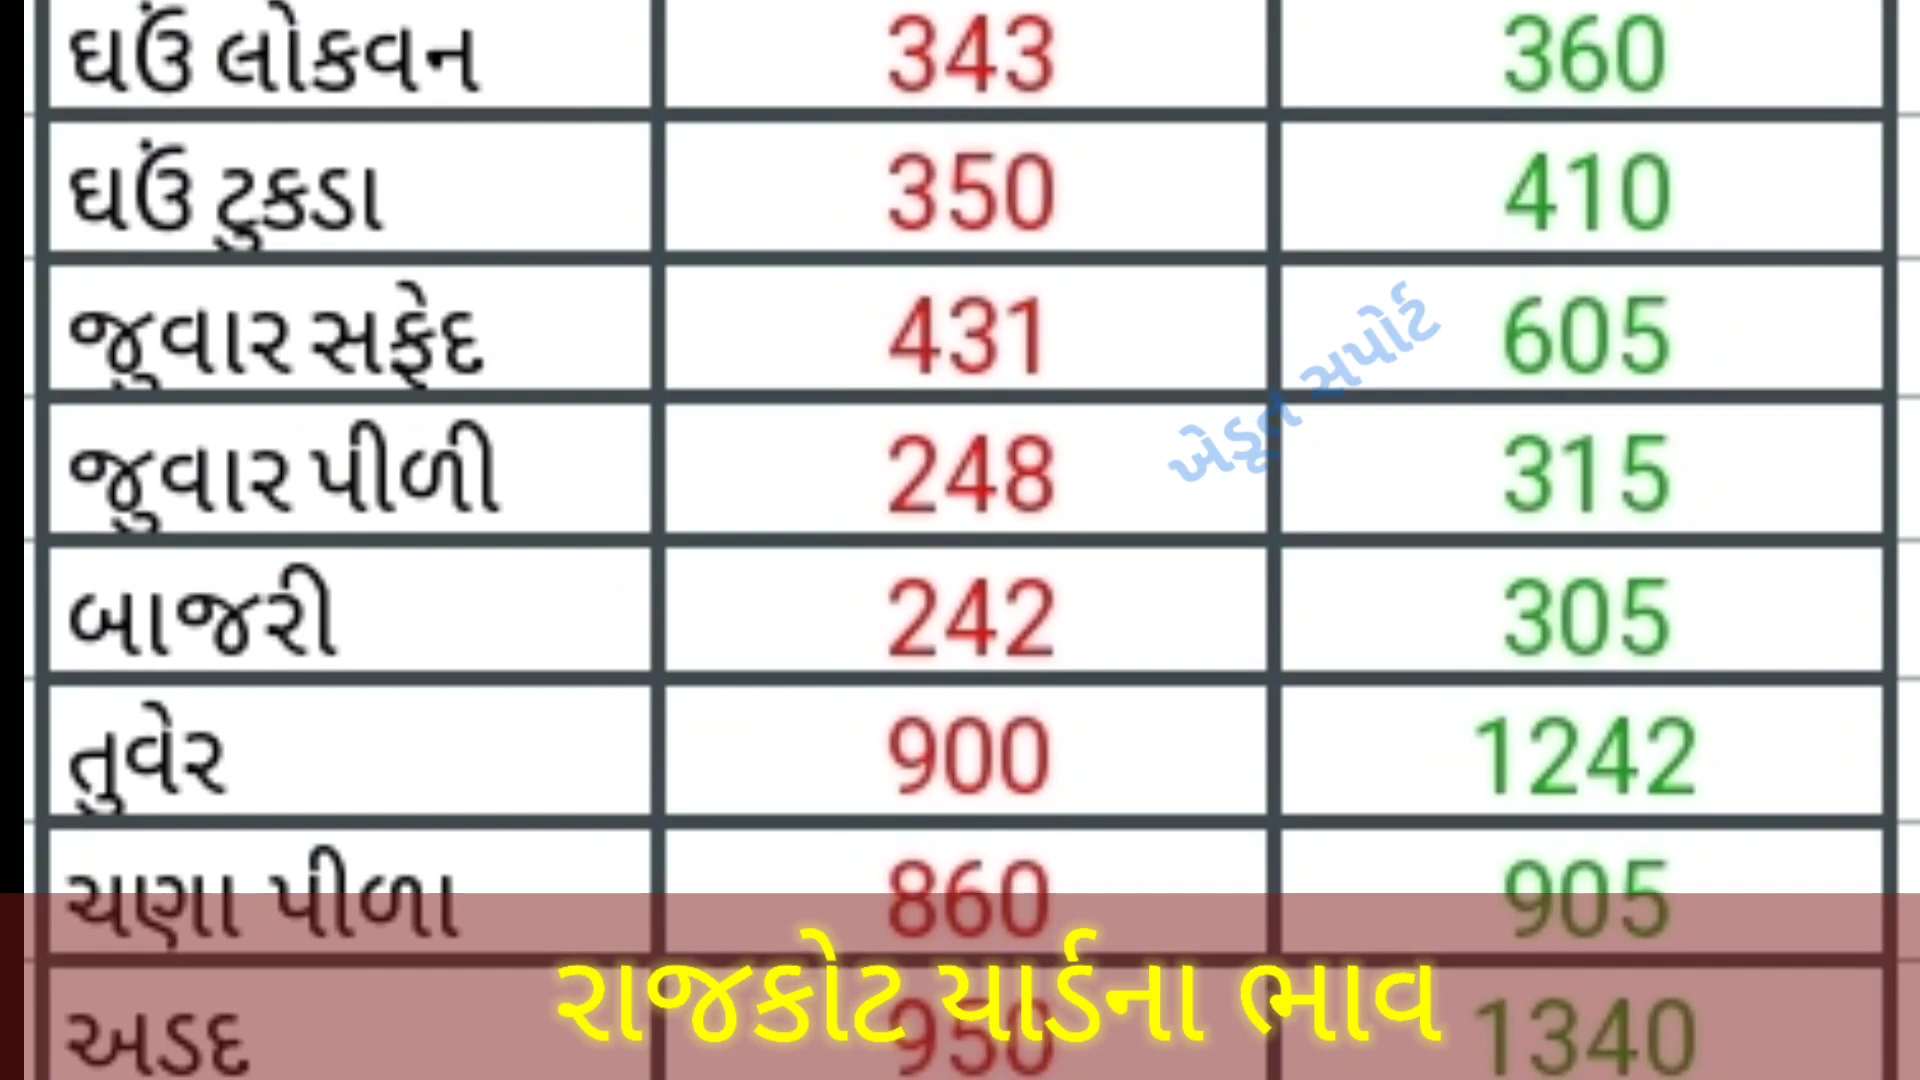 ઘઉં લોકવન 343 360
ઘઉં ટુકડા 350 410
જુવાર સફેદ 431 605
જુવાર પીળી 248 315
બાજરી 242 305
તુવેર 900 1242
ચણા પીળા 860 905
અડદ 950 1340
ખેડૂત સપોર્ટ
રાજકોટ યાર્ડના ભાવ